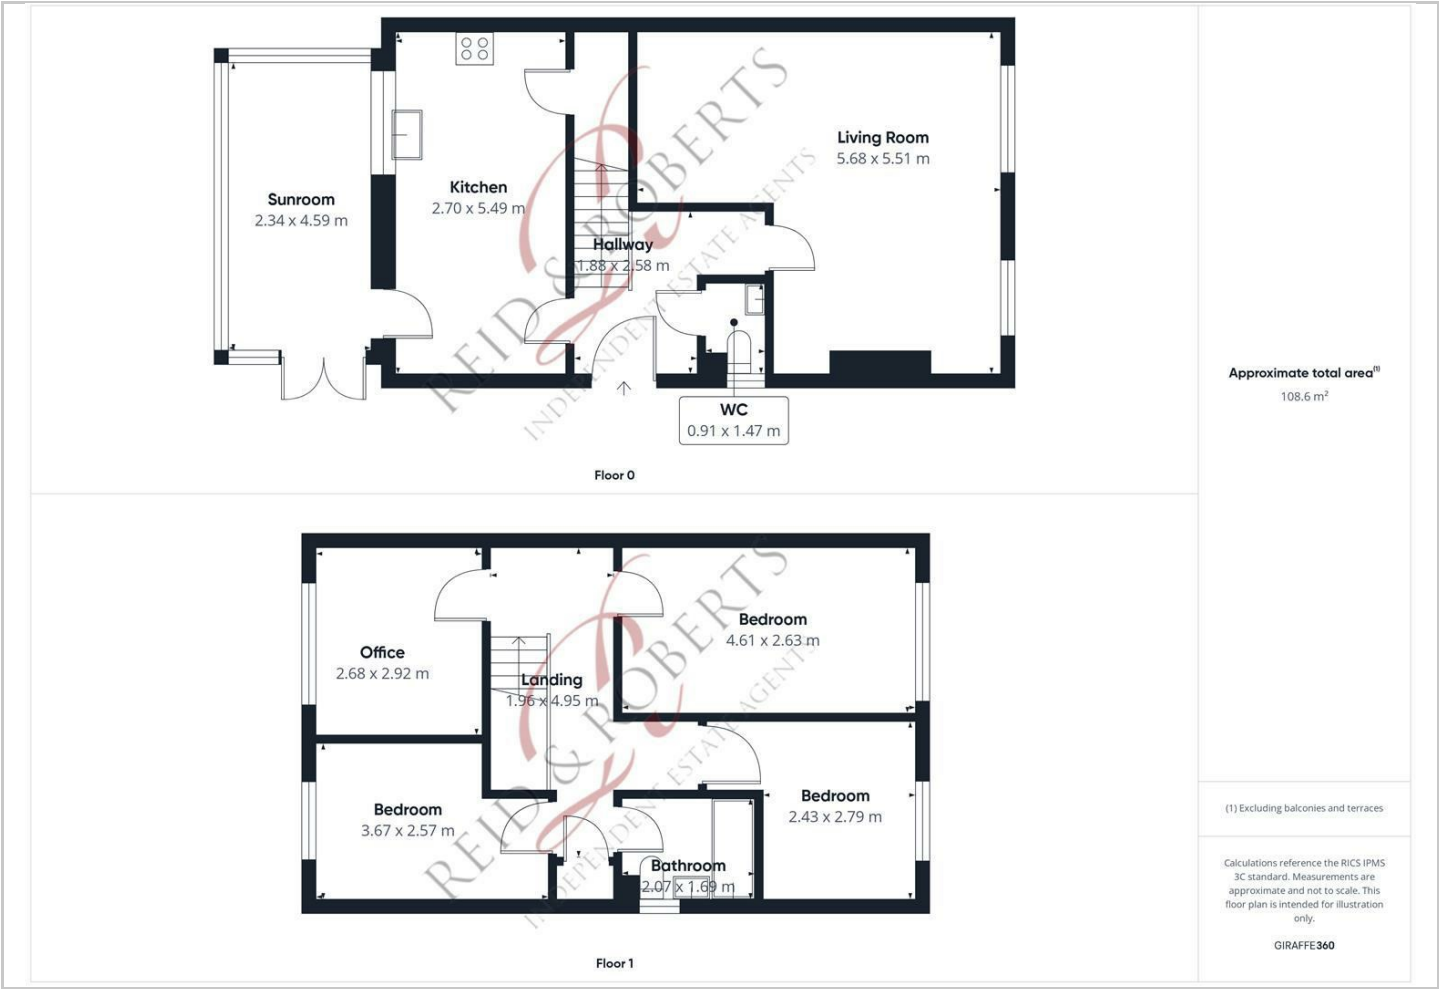 Sunroom
2.34 x 4.59 m
Kitchen
2.70 x 5.49 m
Hallway
1.88 x 2.58 m
Living Room
5.68 x 5.51 m
WC
0.91 x 1.47 m
REID & ROBERTS
INDEPENDENT ESTATE AGENTS
Floor 0
Office
2.68 x 2.92 m
Landing
1.96 x 4.95 m
Bedroom
4.61 x 2.63 m
Bedroom
3.67 x 2.57 m
Bedroom
2.43 x 2.79 m
Bathroom
2.07 x 1.69 m
REID & ROBERTS
INDEPENDENT ESTATE AGENTS
Floor 1
Approximate total area(1)
108.6 m²
(1) Excluding balconies and terraces
Calculations reference the RICS IPMS
3C standard. Measurements are
approximate and not to scale. This
floor plan is intended for illustration
only.
GIRAFFE360